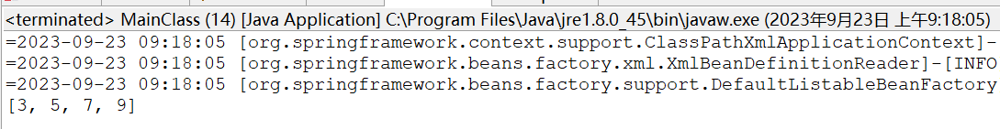 <terminated> MainClass (14) [Java Application] C:\Program Files\Java\jre1.8.0_45\bin\javaw.exe (2023年9月23日 上午9:18:05)
=2023-09-23 09:18:05 [org.springframework.context.support.ClassPathXmlApplicationContext]-
=2023-09-23 09:18:05 [org.springframework.beans.factory.xml.XmlBeanDefinitionReader]-[INFO
=2023-09-23 09:18:05 [org.springframework.beans.factory.support.DefaultListableBeanFactory
[3, 5, 7, 9]